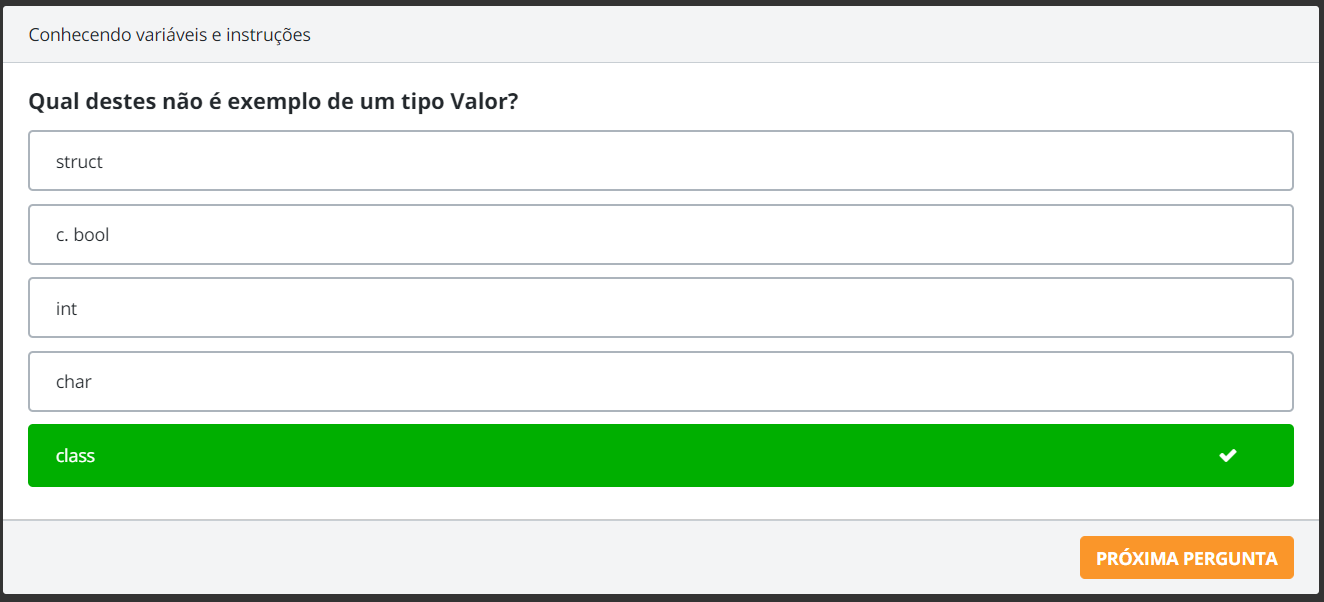 Conhecendo variáveis e instruções
Qual destes não é exemplo de um tipo Valor?
struct
c. bool
int
char
class
PRÓXIMA PERGUNTA